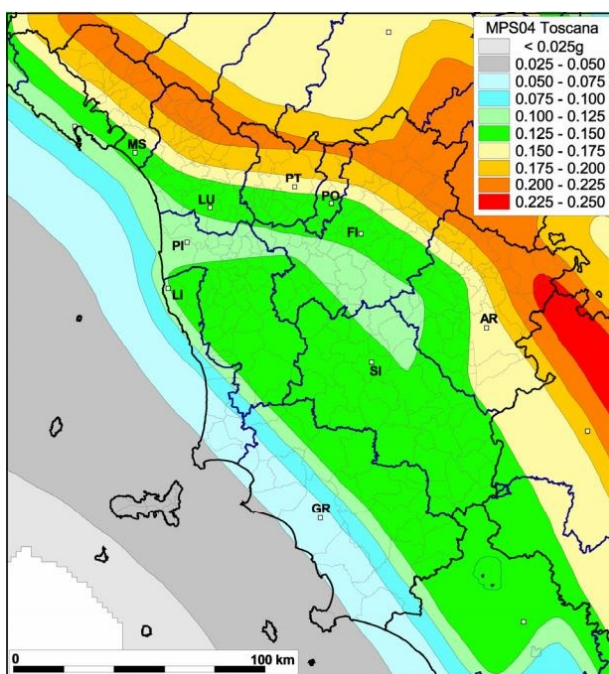 MPS04 Toscana
< 0.025g
0.025 - 0.050
0.050 - 0.075
0.075 - 0.100
0.100 - 0.125
0.125 - 0.150
0.150 - 0.175
0.175 - 0.200
0.200 - 0.225
0.225 - 0.250
MS
PT
LU
PO
FI
PI
LI
AR
SI
GR
0
100 km